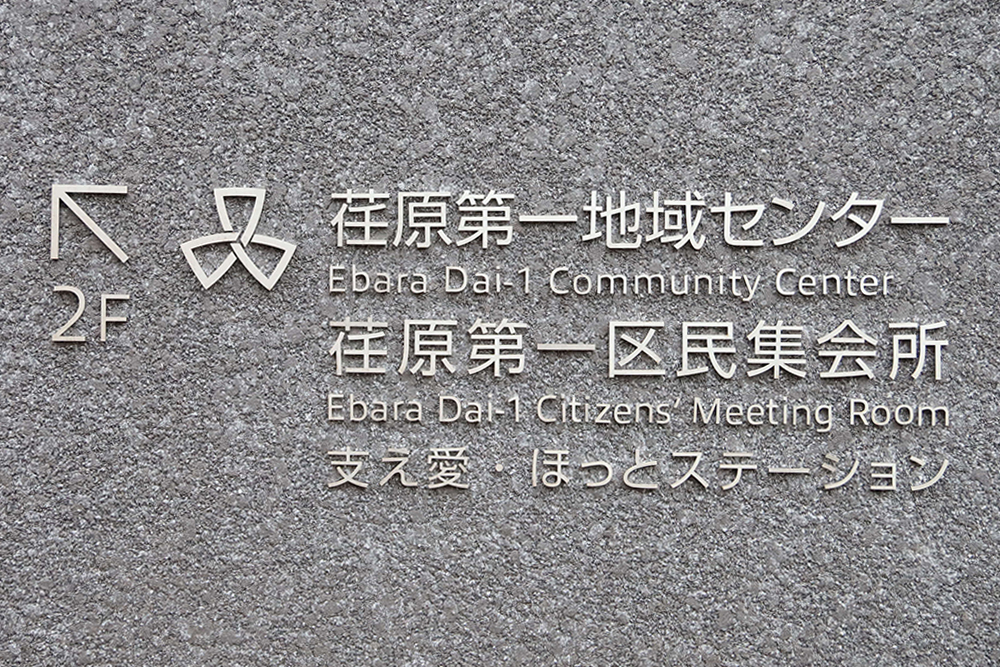 2F
荏原第一地域センター
Ebara Dai-1 Community Center
荏原第一区民集会所
Ebara Dai-1 Citizens' Meeting Room
支え愛・ほっとステーション